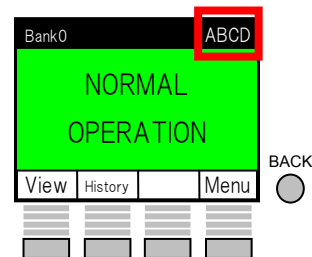 Bank0 ABCD
NORMAL
OPERATION
View History Menu
BACK